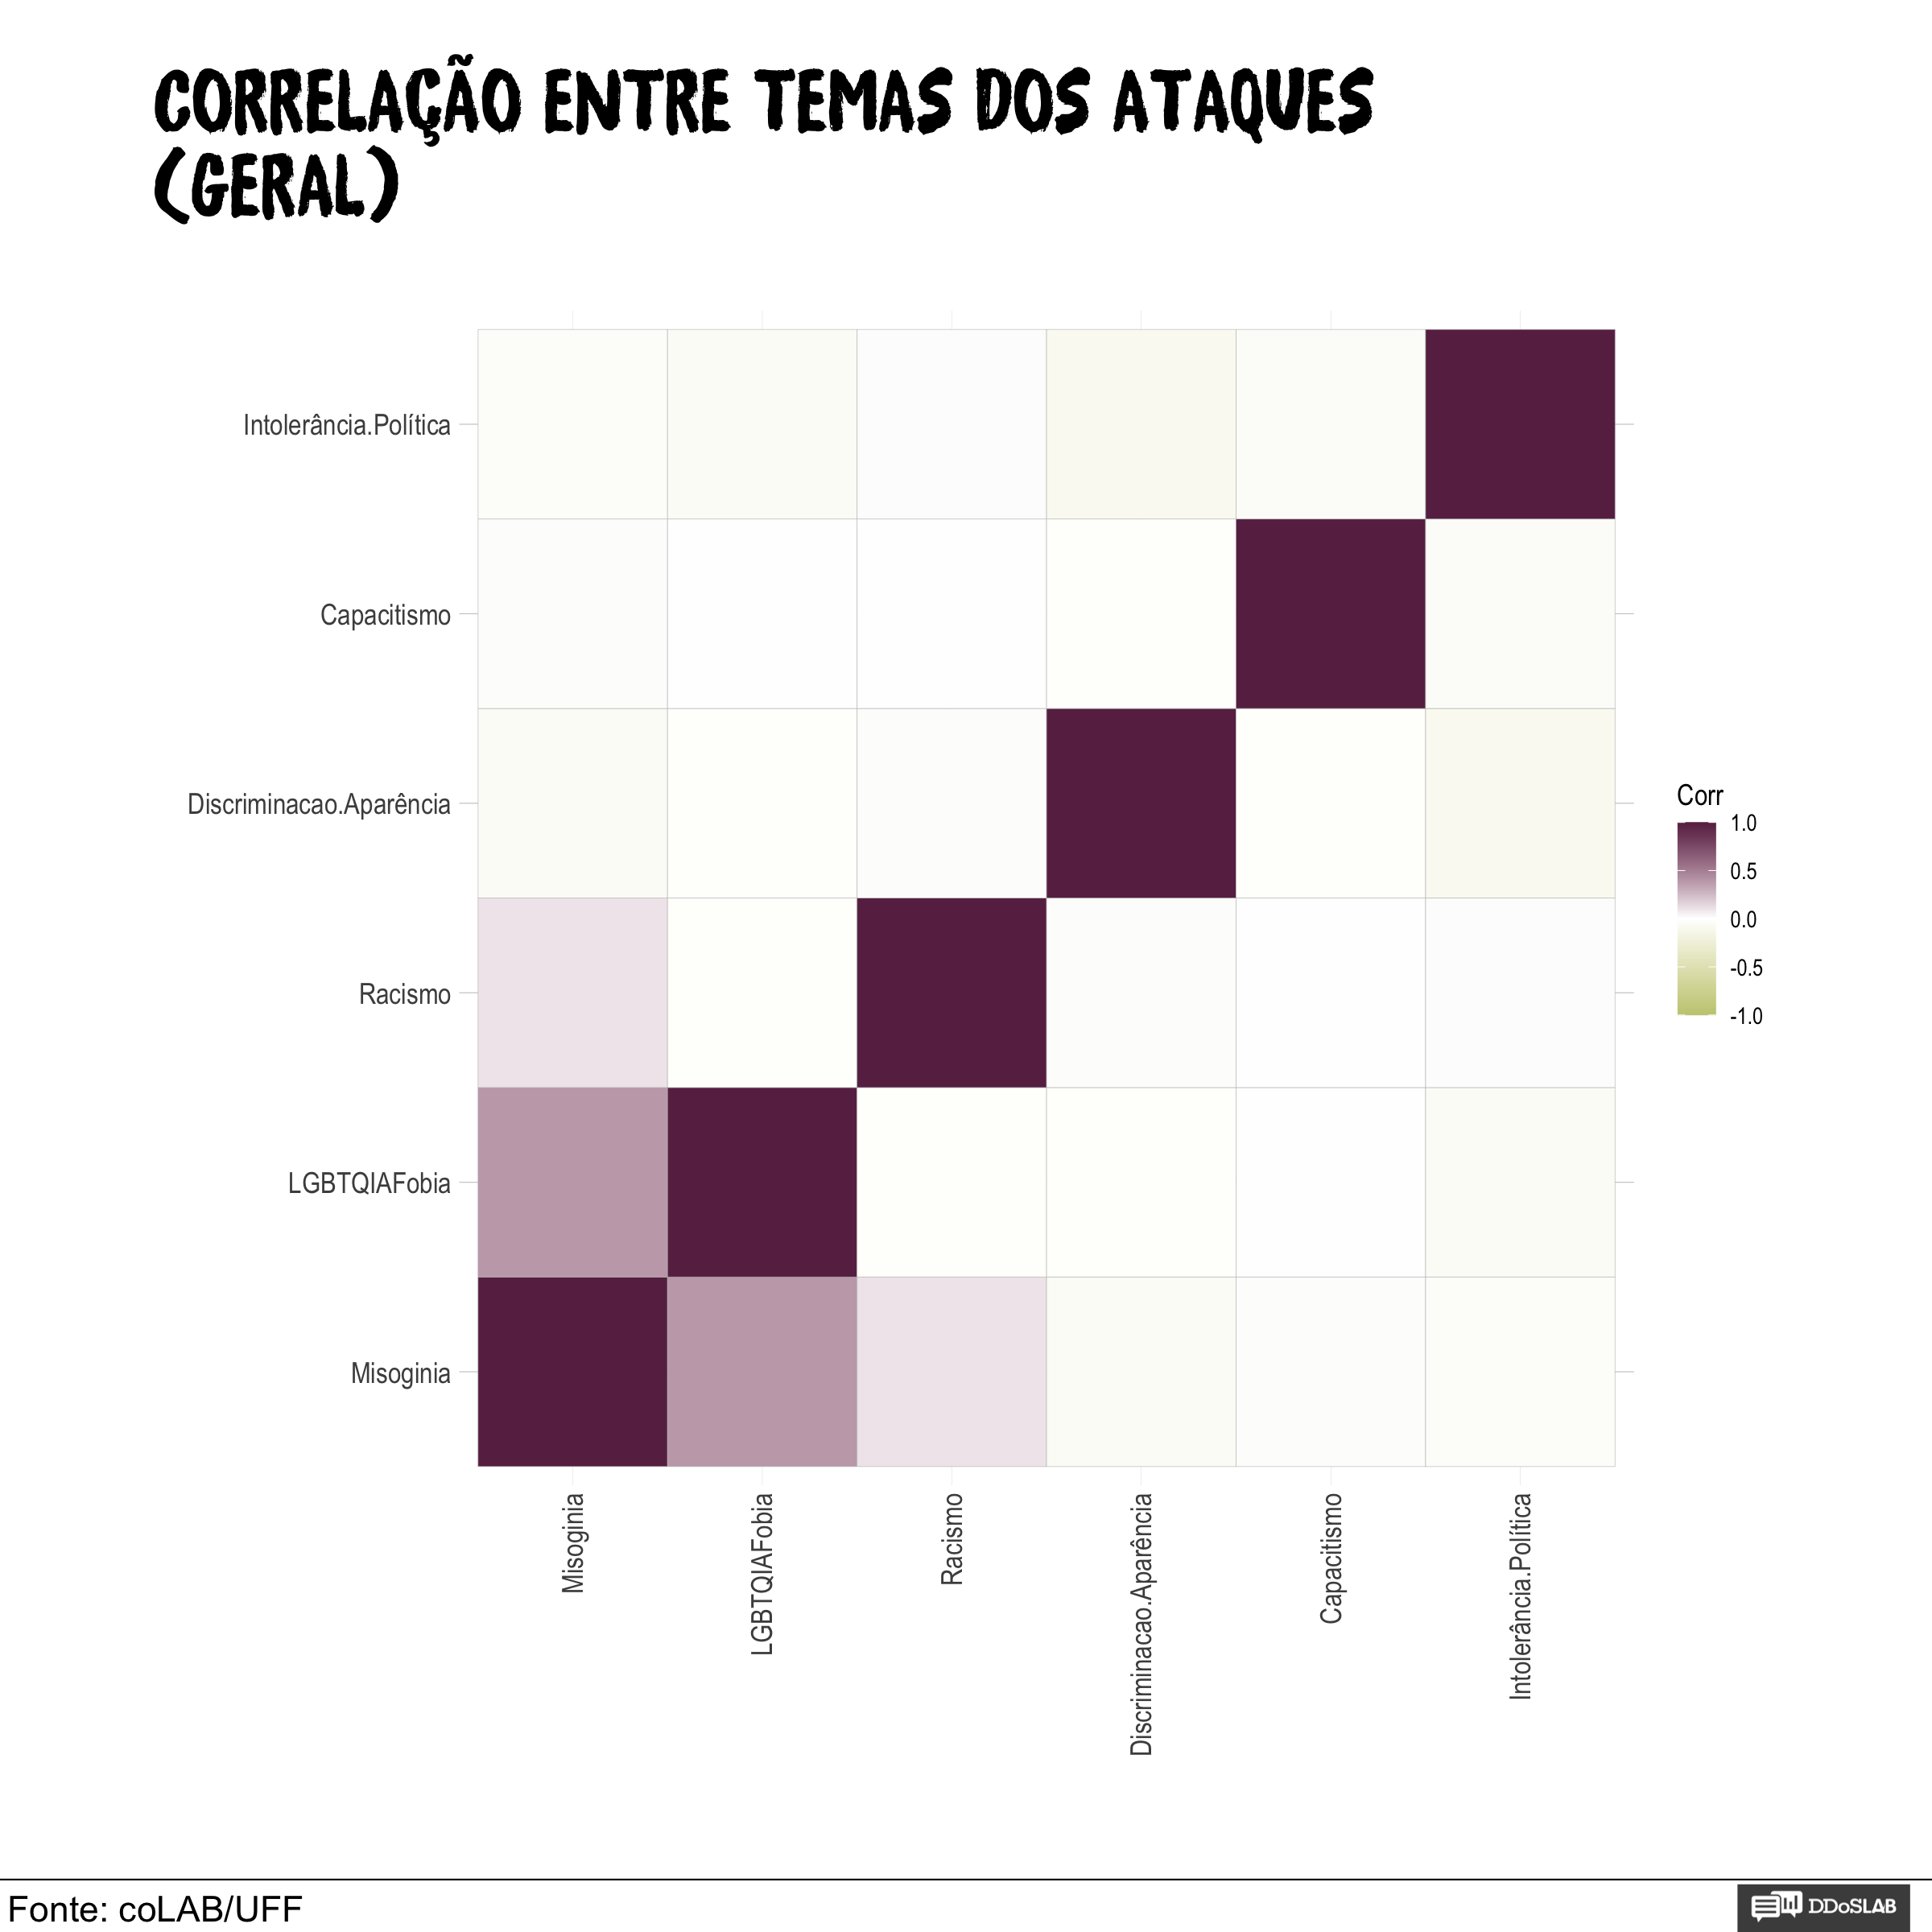 CORRELAÇÃO ENTRE TEMAS DOS ATAQUES
(GERAL)
Intolerância.Política
Capacitismo
Discriminacao.Aparência
Racismo
LGBTQIAFobia
Misoginia
Misoginia
LGBTQIAFobia
Racismo
Discriminacao.Aparência
Capacitismo
Intolerância.Política
Corr
1.0
0.5
0.0
-0.5
-1.0
Fonte: coLAB/UFF
DDoSLAB